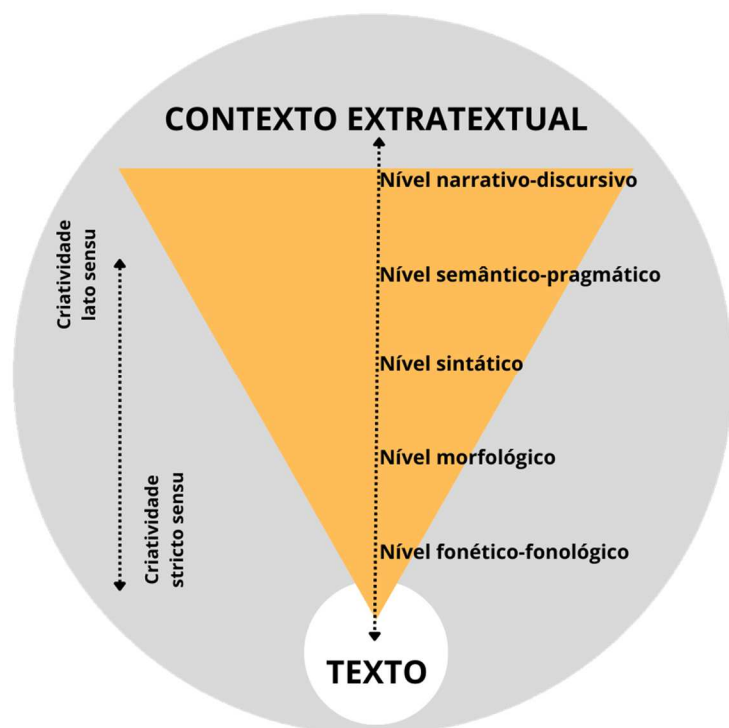 CONTEXTO EXTRATEXTUAL
Nível narrativo-discursivo
Criatividade
lato sensu
Nível semântico-pragmático
Nível sintático
Nível morfológico
Criatividade
stricto sensu
Nível fonético-fonológico
TEXTO